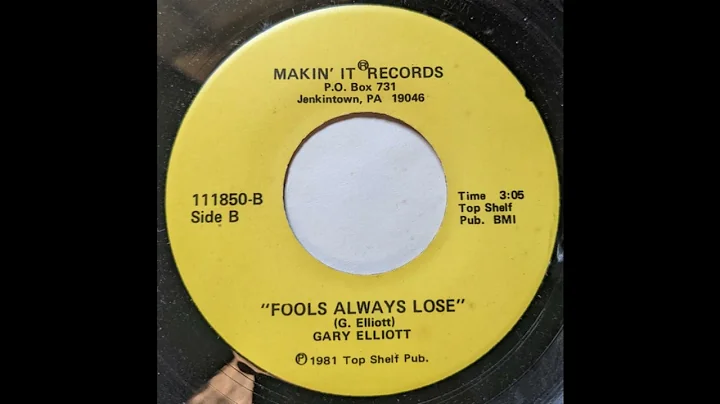 MAKIN' IT® RECORDS
P.O. Box 731
Jenkintown, PA 19046
111850-B
Side B
Time 3:05
Top Shelf
Pub. BMI
"FOOLS ALWAYS LOSE"
(G. Elliott)
GARY ELLIOTT
℗1981 Top Shelf Pub.